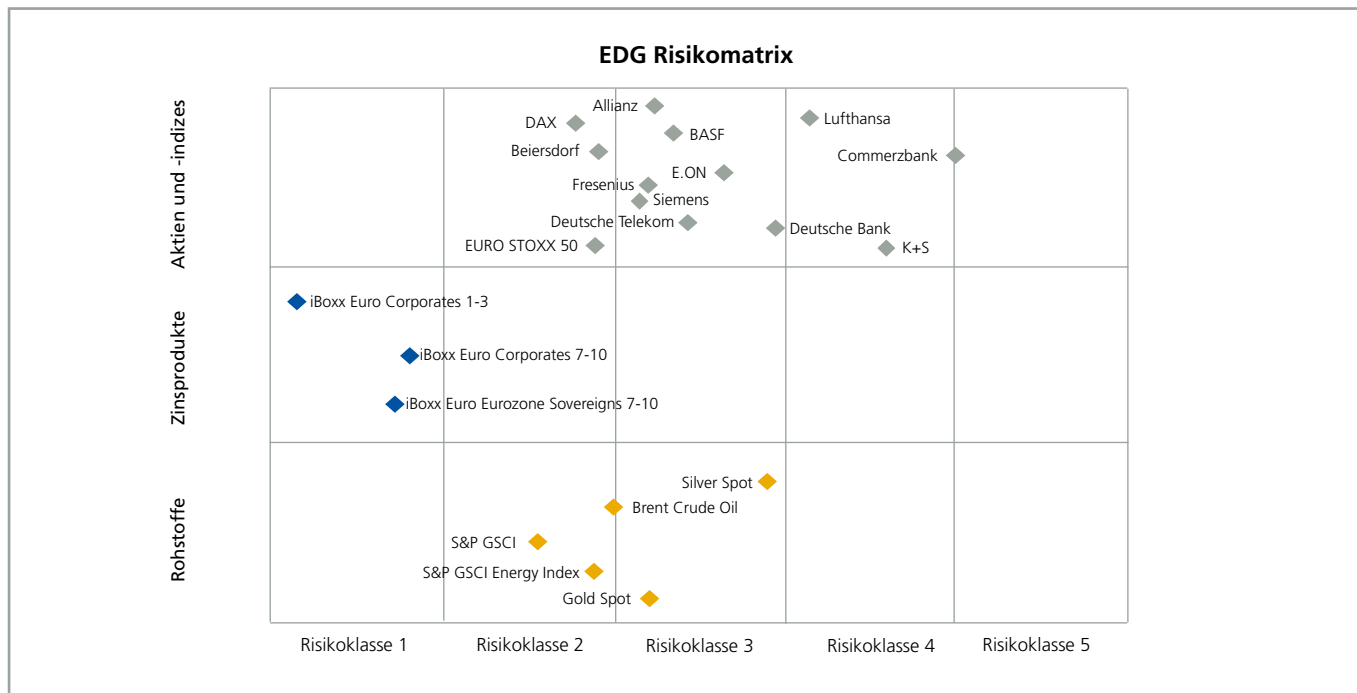 EDG Risikomatrix
Aktien und -indizes
Allianz
DAX
Lufthansa
BASF
Beiersdorf
Commerzbank
E.ON
Fresenius
Siemens
Deutsche Telekom
Deutsche Bank
EURO STOXX 50
K+S
Zinsprodukte
iBoxx Euro Corporates 1-3
iBoxx Euro Corporates 7-10
iBoxx Euro Eurozone Sovereigns 7-10
Rohstoffe
Silver Spot
Brent Crude Oil
S&P GSCI
S&P GSCI Energy Index
Gold Spot
Risikoklasse 1
Risikoklasse 2
Risikoklasse 3
Risikoklasse 4
Risikoklasse 5